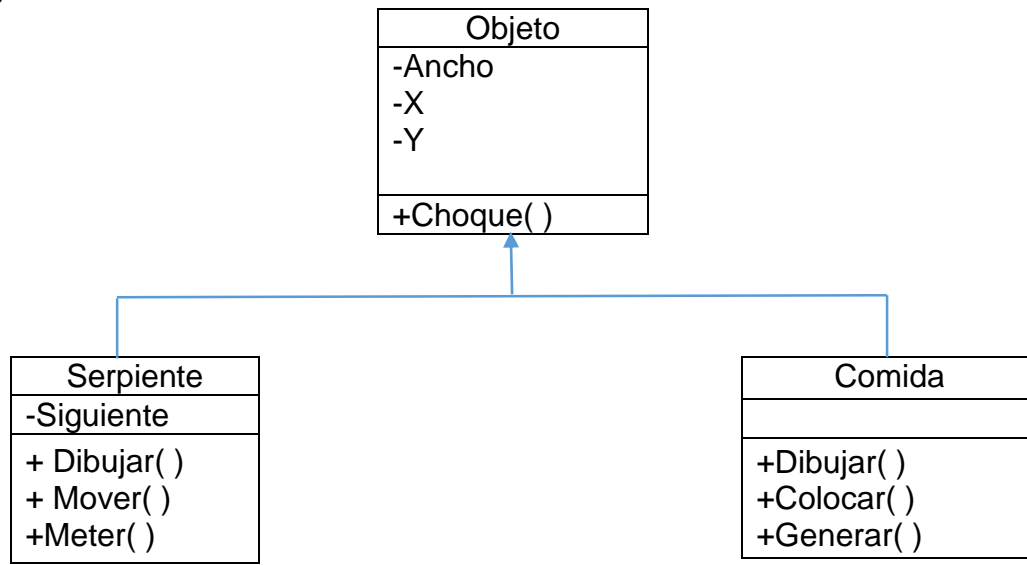 Objeto
-Ancho
-X
-Y
+Choque( )
Serpiente
-Siguiente
+ Dibujar( )
+ Mover( )
+Meter( )
Comida
+Dibujar( )
+Colocar( )
+Generar( )